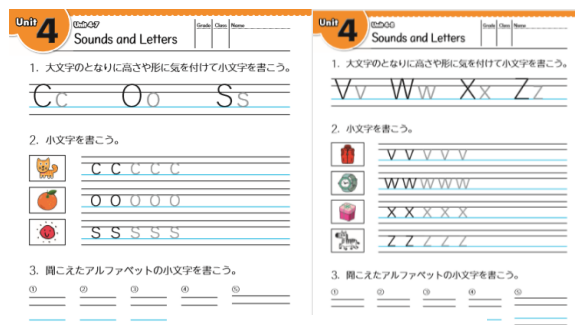 Unit 4
Unit 4-7
Sounds and Letters
Grade Class Name
1. 大文字のとなりに高さや形に気を付けて小文字を書こう。
Cc Oo Ss
2. 小文字を書こう。
c c c c c
o o o o o
s s s s s
3. 聞こえたアルファベットの小文字を書こう。
① ② ③ ④ ⑤
Unit 4
Sounds and Letters
Grade Class Name
1. 大文字のとなりに高さや形に気を付けて小文字を書こう。
Vv Ww Xx Zz
2. 小文字を書こう。
v v v v v
w w w w w
x x x x x
z z z z z
3. 聞こえたアルファベットの小文字を書こう。
① ② ③ ④ ⑤